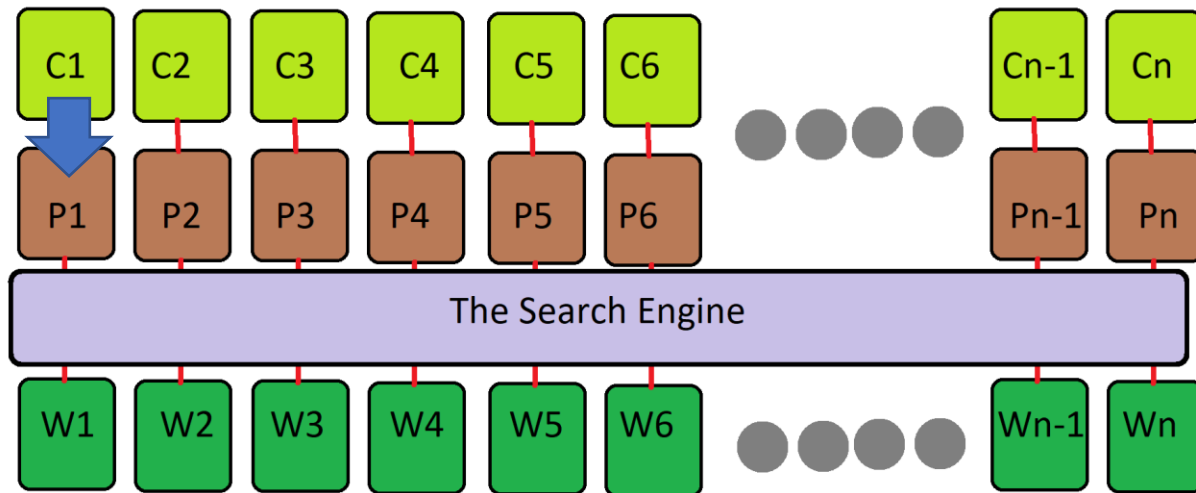 C1 C2 C3 C4 C5 C6 Cn-1 Cn
P1 P2 P3 P4 P5 P6 Pn-1 Pn
The Search Engine
W1 W2 W3 W4 W5 W6 Wn-1 Wn